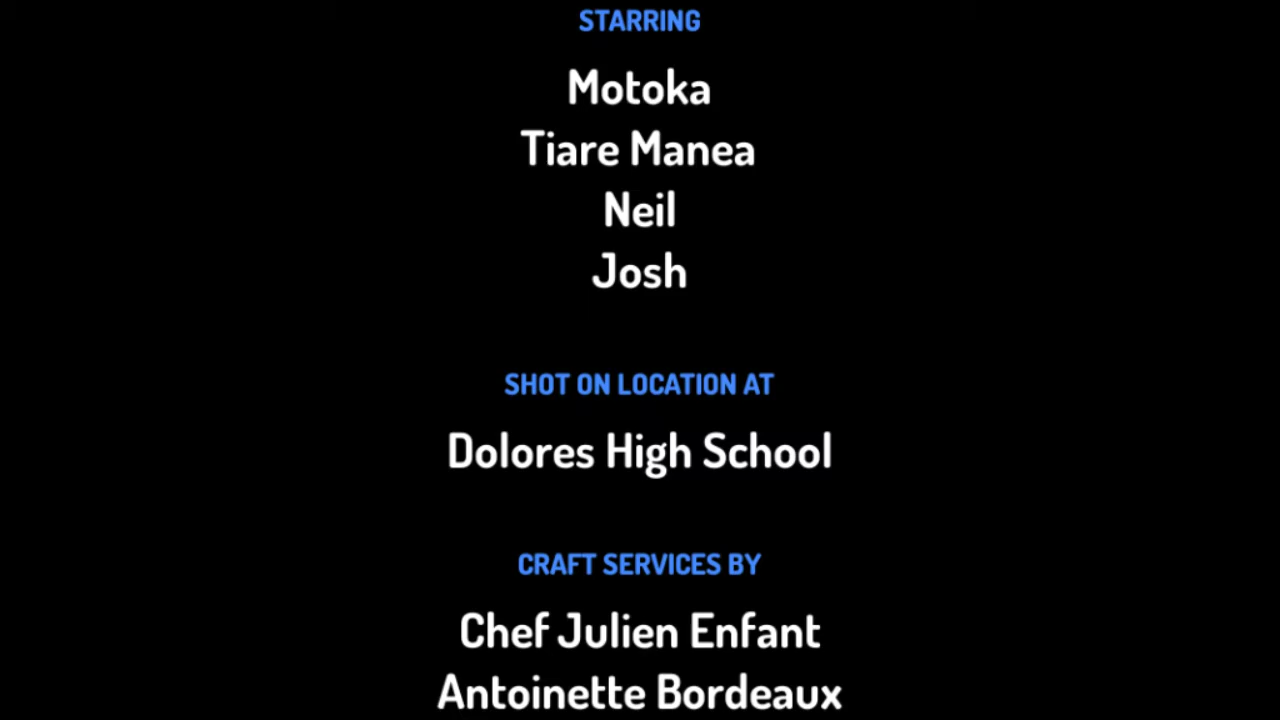 STARRING
Motoka
Tiare Manea
Neil
Josh
SHOT ON LOCATION AT
Dolores High School
CRAFT SERVICES BY
Chef Julien Enfant
Antoinette Bordeaux